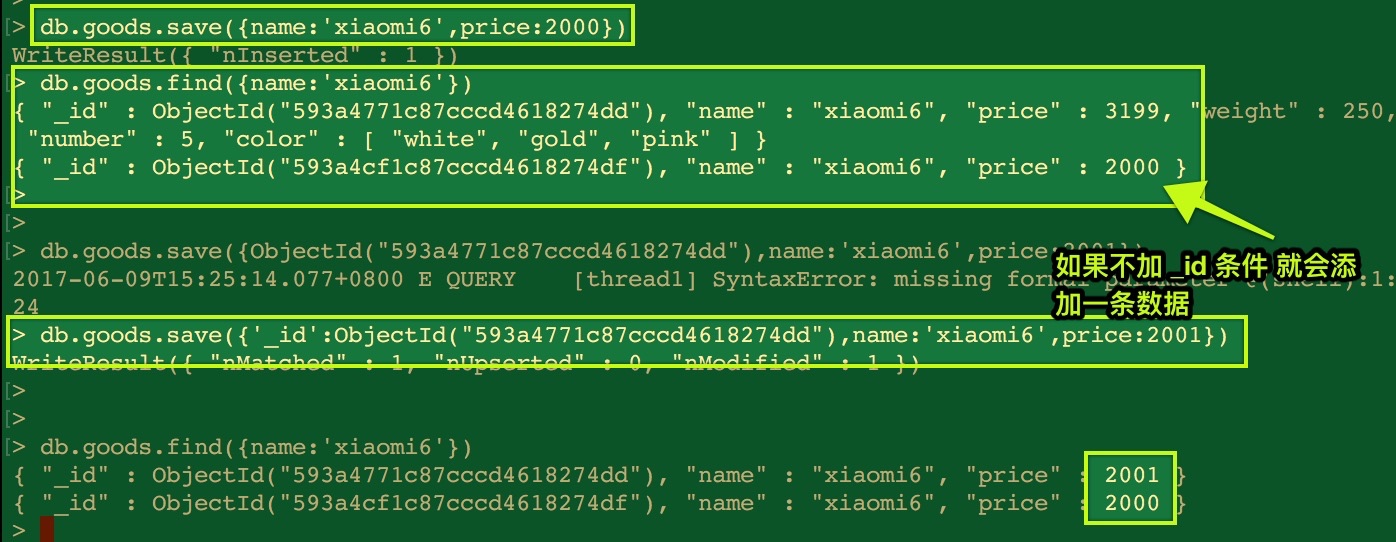 >
> db.goods.save({name:'xiaomi6',price:2000})
WriteResult({ "nInserted" : 1 })
> db.goods.find({name:'xiaomi6'})
{ "_id" : ObjectId("593a4771c87cccd4618274dd"), "name" : "xiaomi6", "price" : 3199, "weight" : 250,
"number" : 5, "color" : [ "white", "gold", "pink" ] }
{ "_id" : ObjectId("593a4cf1c87cccd4618274df"), "name" : "xiaomi6", "price" : 2000 }
>
>
> db.goods.save({ObjectId("593a4771c87cccd4618274dd"),name:'xiaomi6',price:2001})
2017-06-09T15:25:14.077+0800 E QUERY [thread1] SyntaxError: missing formal parameter @(shell):1:
24
如果不加 _id 条件 就会添
加一条数据
> db.goods.save({'_id':ObjectId("593a4771c87cccd4618274dd"),name:'xiaomi6',price:2001})
WriteResult({ "nMatched" : 1, "nUpserted" : 0, "nModified" : 1 })
>
>
> db.goods.find({name:'xiaomi6'})
{ "_id" : ObjectId("593a4771c87cccd4618274dd"), "name" : "xiaomi6", "price" : 2001 }
{ "_id" : ObjectId("593a4cf1c87cccd4618274df"), "name" : "xiaomi6", "price" : 2000 }
>